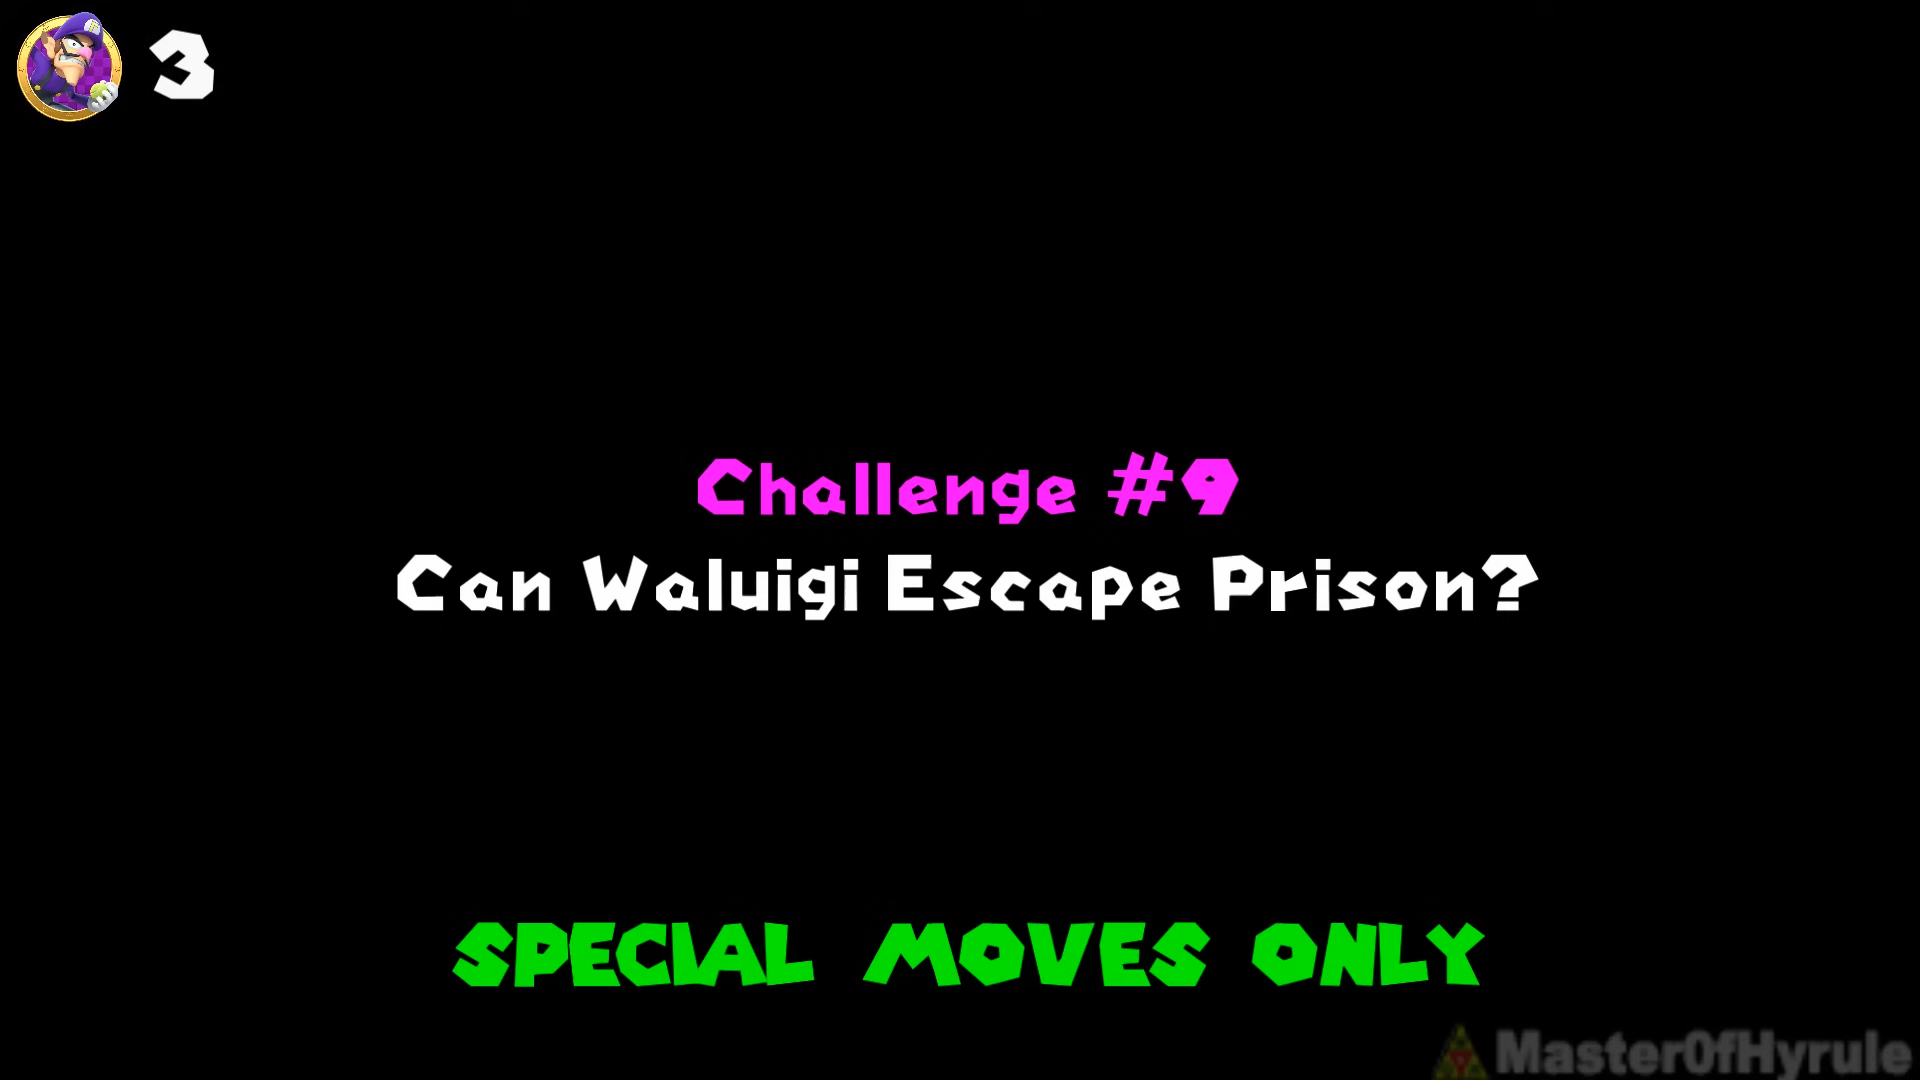 3
Challenge #9
Can Waluigi Escape Prison?
SPECIAL MOVES ONLY
MasterOfHyrule